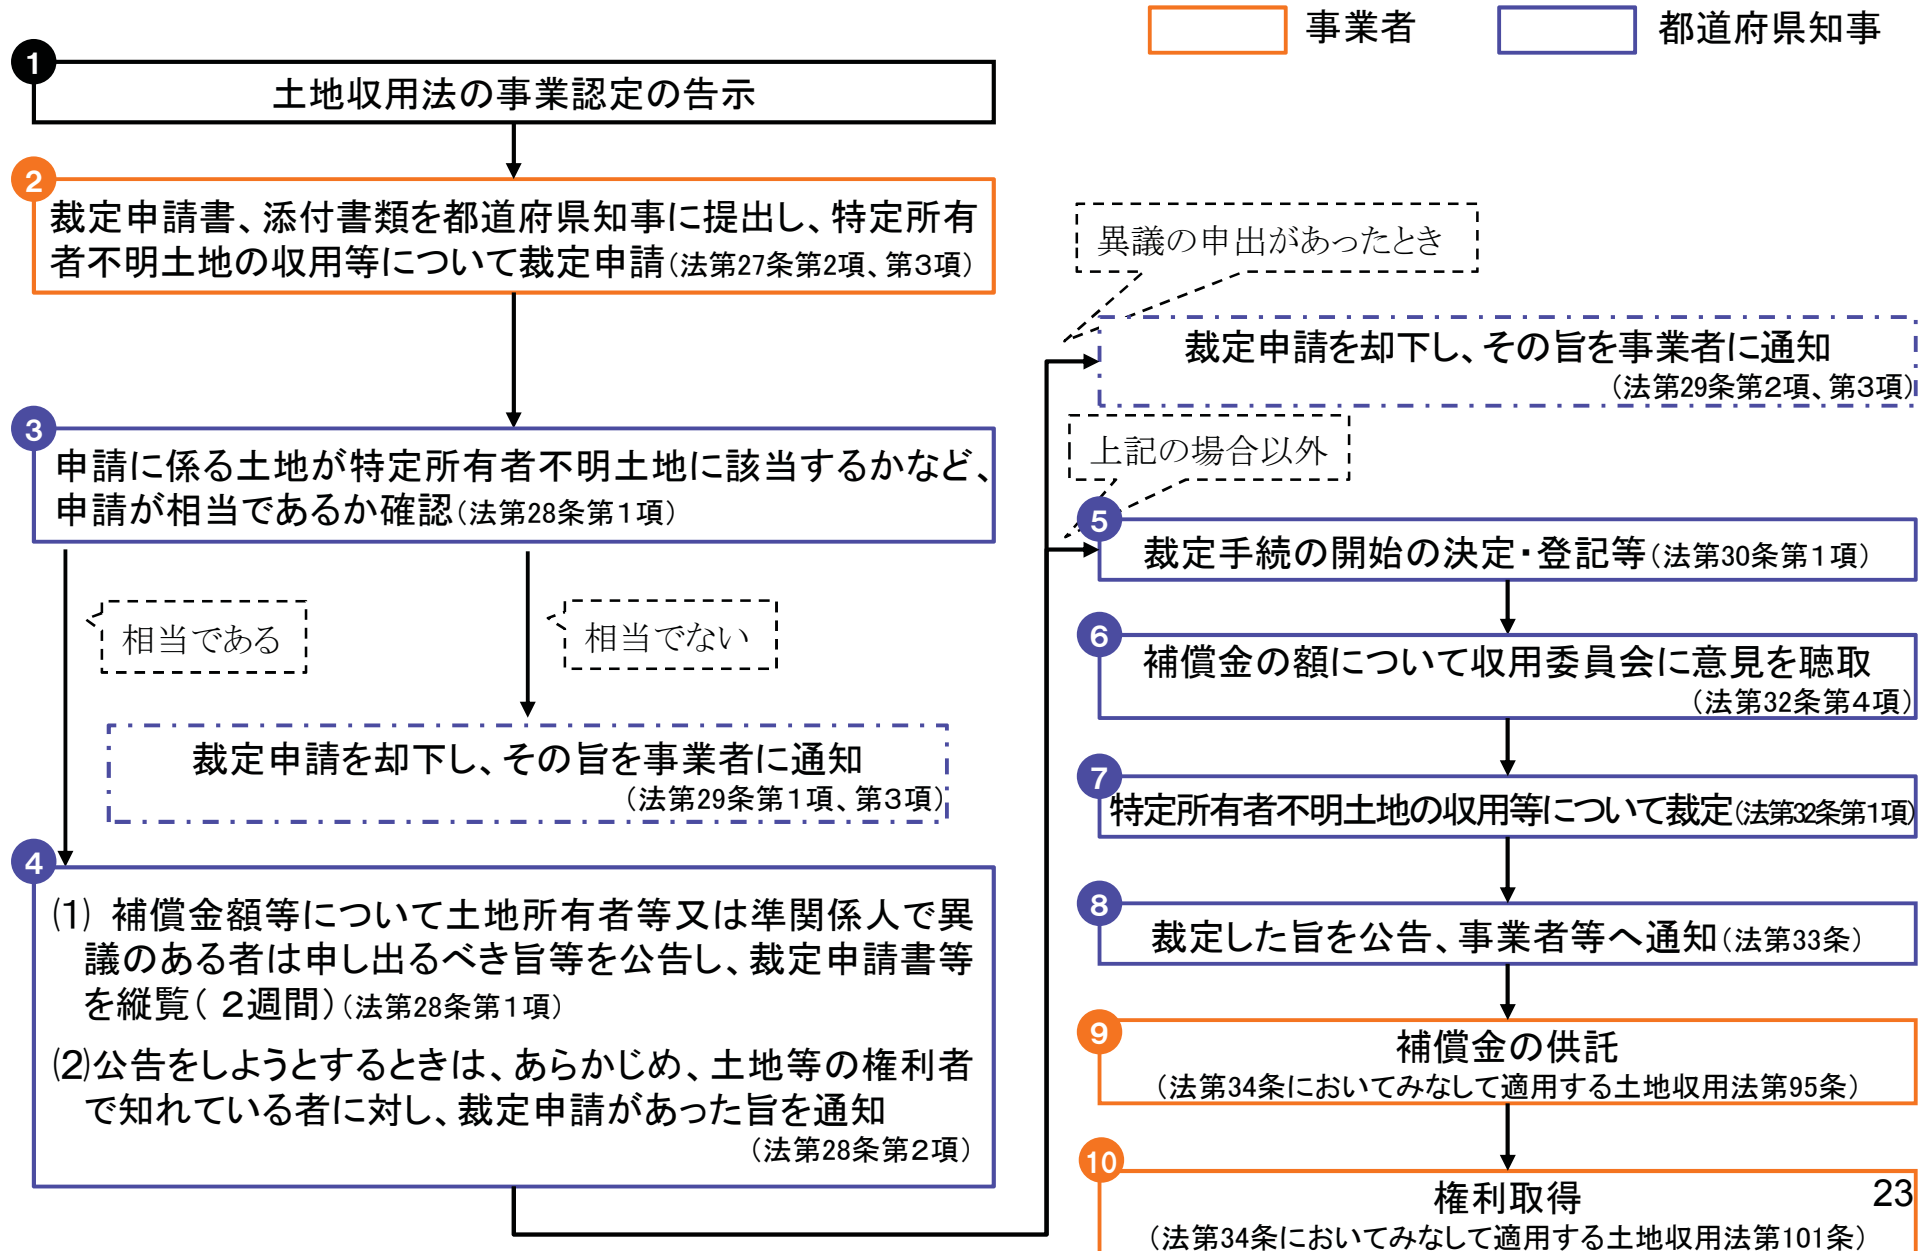 事業者
都道府県知事
1
土地収用法の事業認定の告示
2
裁定申請書、添付書類を都道府県知事に提出し、特定所有
者不明土地の収用等について裁定申請(法第27条第2項、第3項)
3
申請に係る土地が特定所有者不明土地に該当するかなど、
申請が相当であるか確認(法第28条第1項)
相当である
相当でない
裁定申請を却下し、その旨を事業者に通知
(法第29条第1項、第3項)
4
⑴ 補償金額等について土地所有者等又は準関係人で異
議のある者は申し出るべき旨等を公告し、裁定申請書等
を縦覧( 2週間)(法第28条第1項)
⑵公告をしようとするときは、あらかじめ、土地等の権利者
で知れている者に対し、裁定申請があった旨を通知
(法第28条第2項)
異議の申出があったとき
裁定申請を却下し、その旨を事業者に通知
(法第29条第2項、第3項)
上記の場合以外
5
裁定手続の開始の決定・登記等(法第30条第1項)
6
補償金の額について収用委員会に意見を聴取
(法第32条第4項)
7
特定所有者不明土地の収用等について裁定(法第32条第1項)
8
裁定した旨を公告、事業者等へ通知(法第33条)
9
補償金の供託
(法第34条においてみなして適用する土地収用法第95条)
10
権利取得
(法第34条においてみなして適用する土地収用法第101条)
23